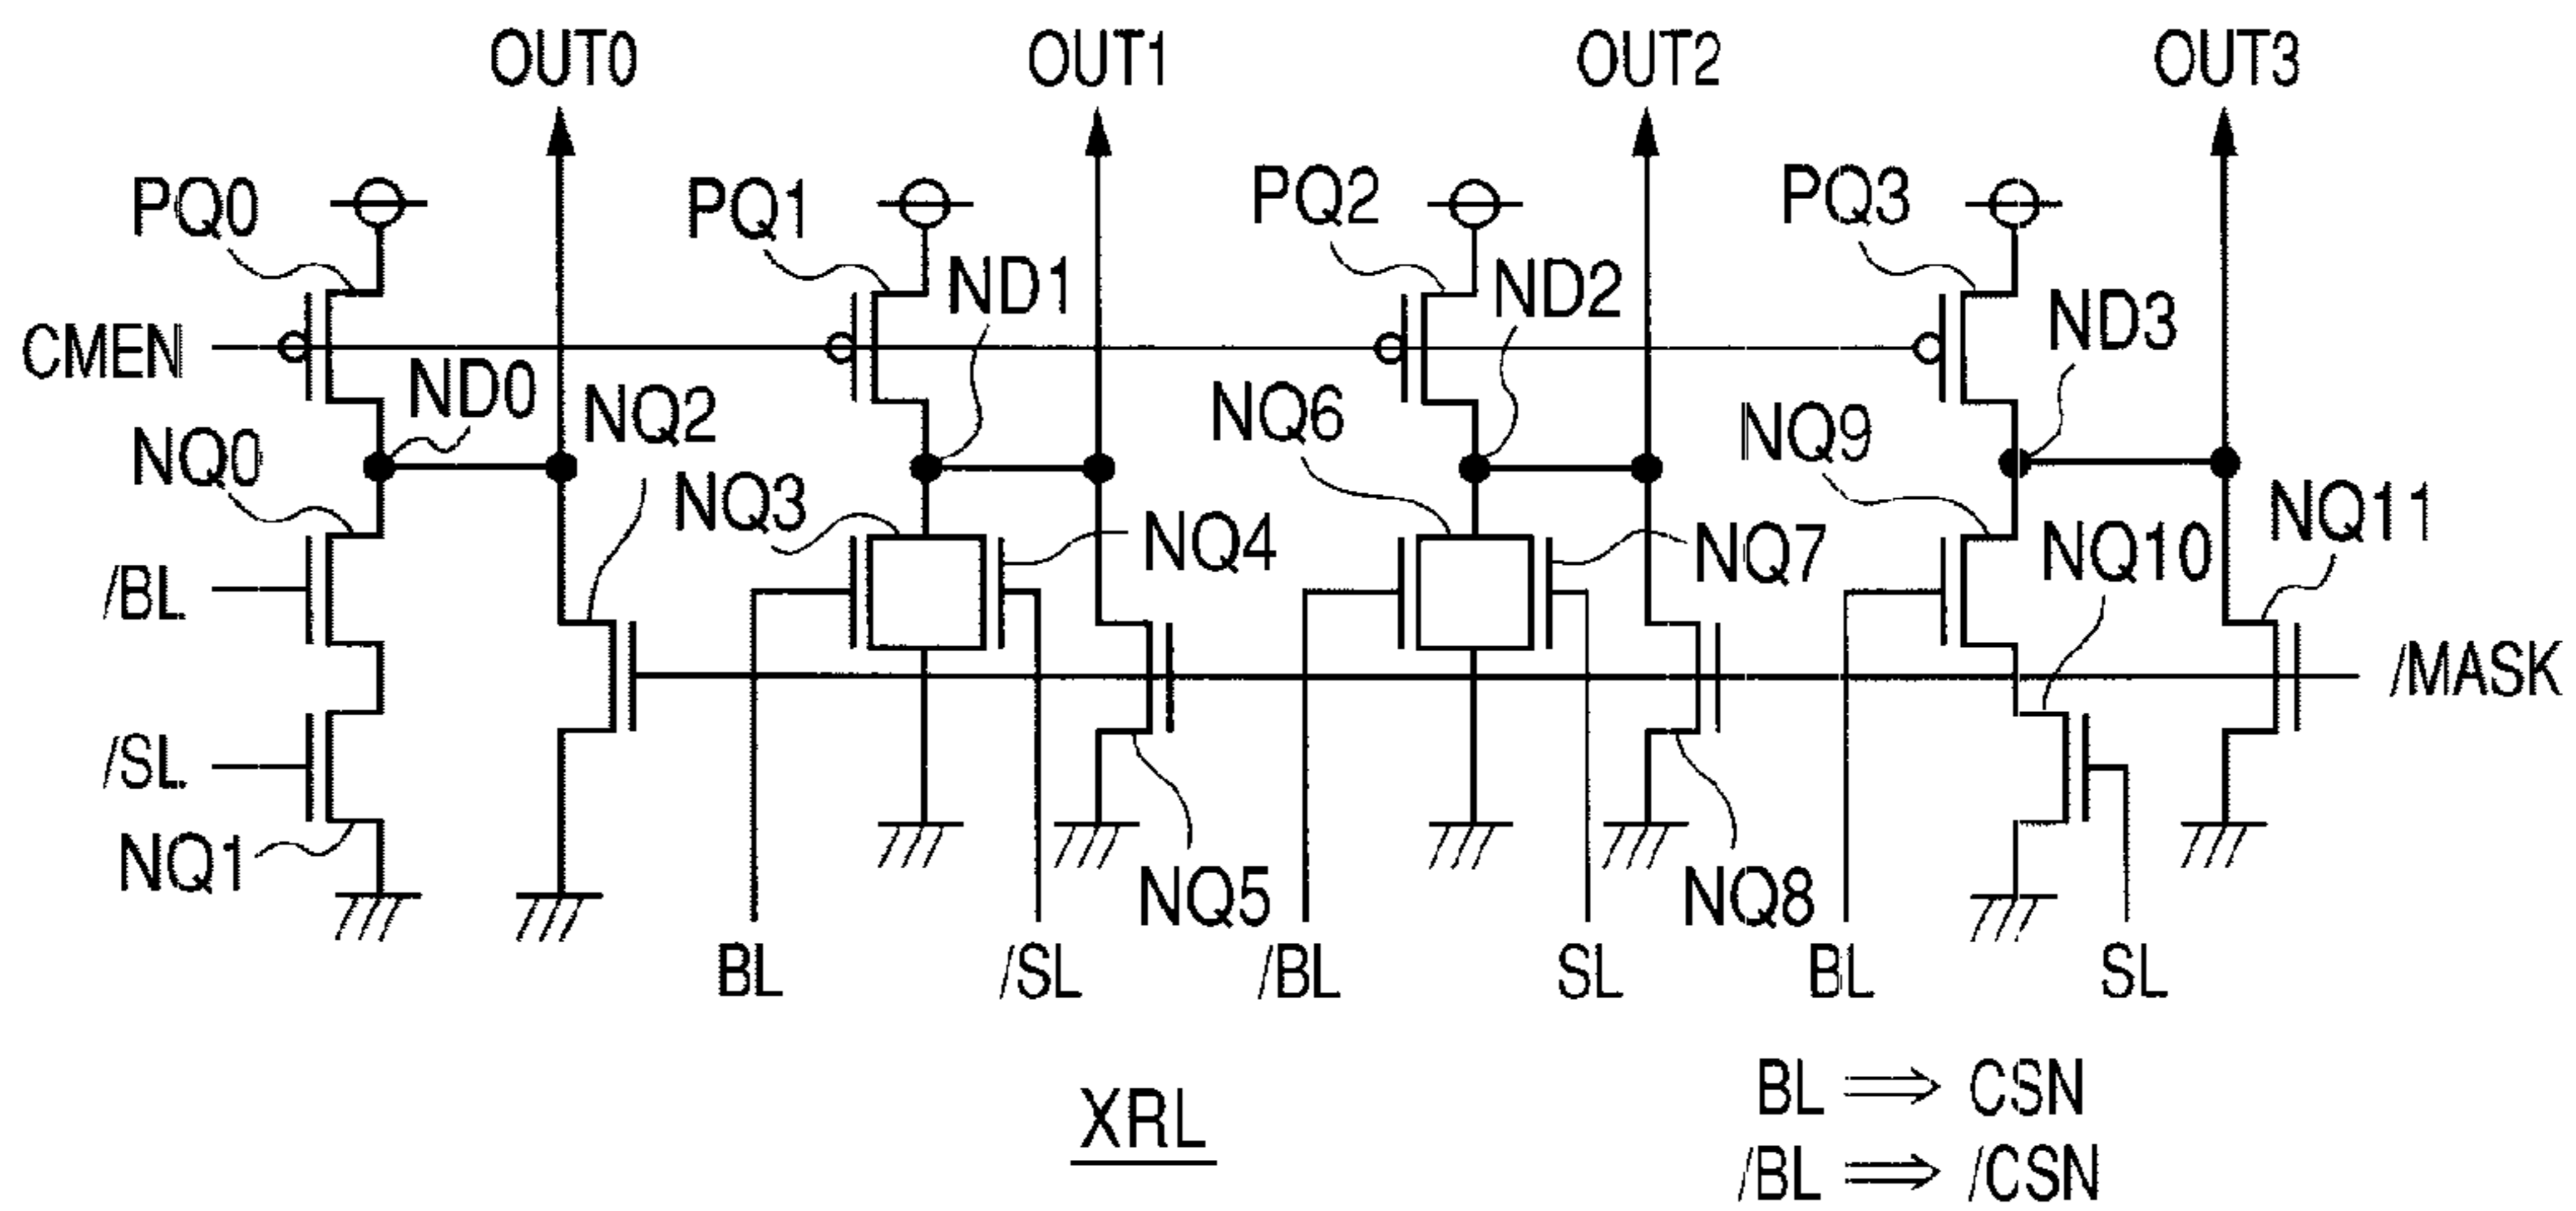 OUT0 OUT1 OUT2 OUT3
PQ0 PQ1 PQ2 PQ3
ND1 ND2 ND3
CMEN ND0
NQ2 NQ6 NQ9
NQ0 NQ3 NQ4 NQ7 NQ10 NQ11
/BL
/MASK
/SL
NQ1 NQ5 NQ8
BL /SL /BL SL BL SL
XRL
BL ⇒ CSN
/BL ⇒ /CSN